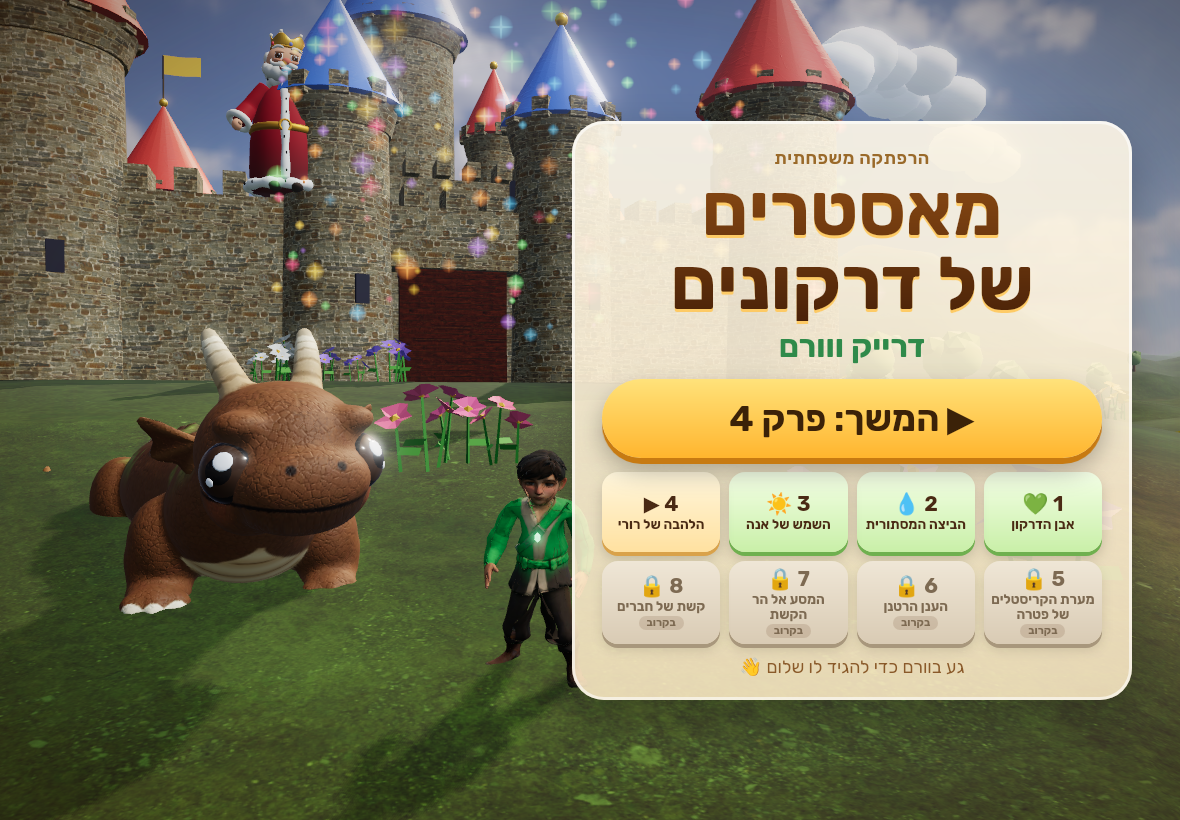 הרפתקה משפחתית
מאסטרים
של דרקונים
דרייק ווורם
▶ המשך: פרק 4
1 💚
אבן הדרקון
2 💧
הביצה המסתורית
3 ☀️
השמש של אנה
4 ▶
הלהבה של רורי
5 🔒
מערת הקריסטלים
של פטרה
בקרוב
6 🔒
הענן הרטגן
בקרוב
7 🔒
המסע אל הר
הקשת
בקרוב
8 🔒
קשת של חברים
בקרוב
גע בוורם כדי להגיד לו שלום 👋